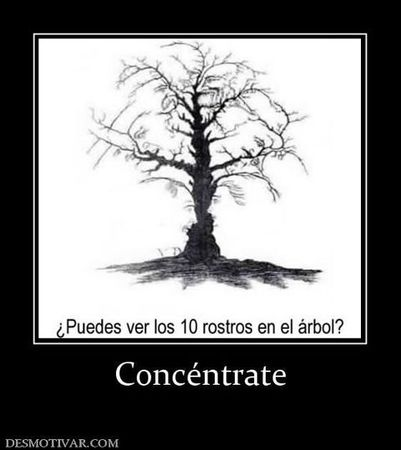 ¿Puedes ver los 10 rostros en el árbol?
Concéntrate
DESMOTIVAR.COM